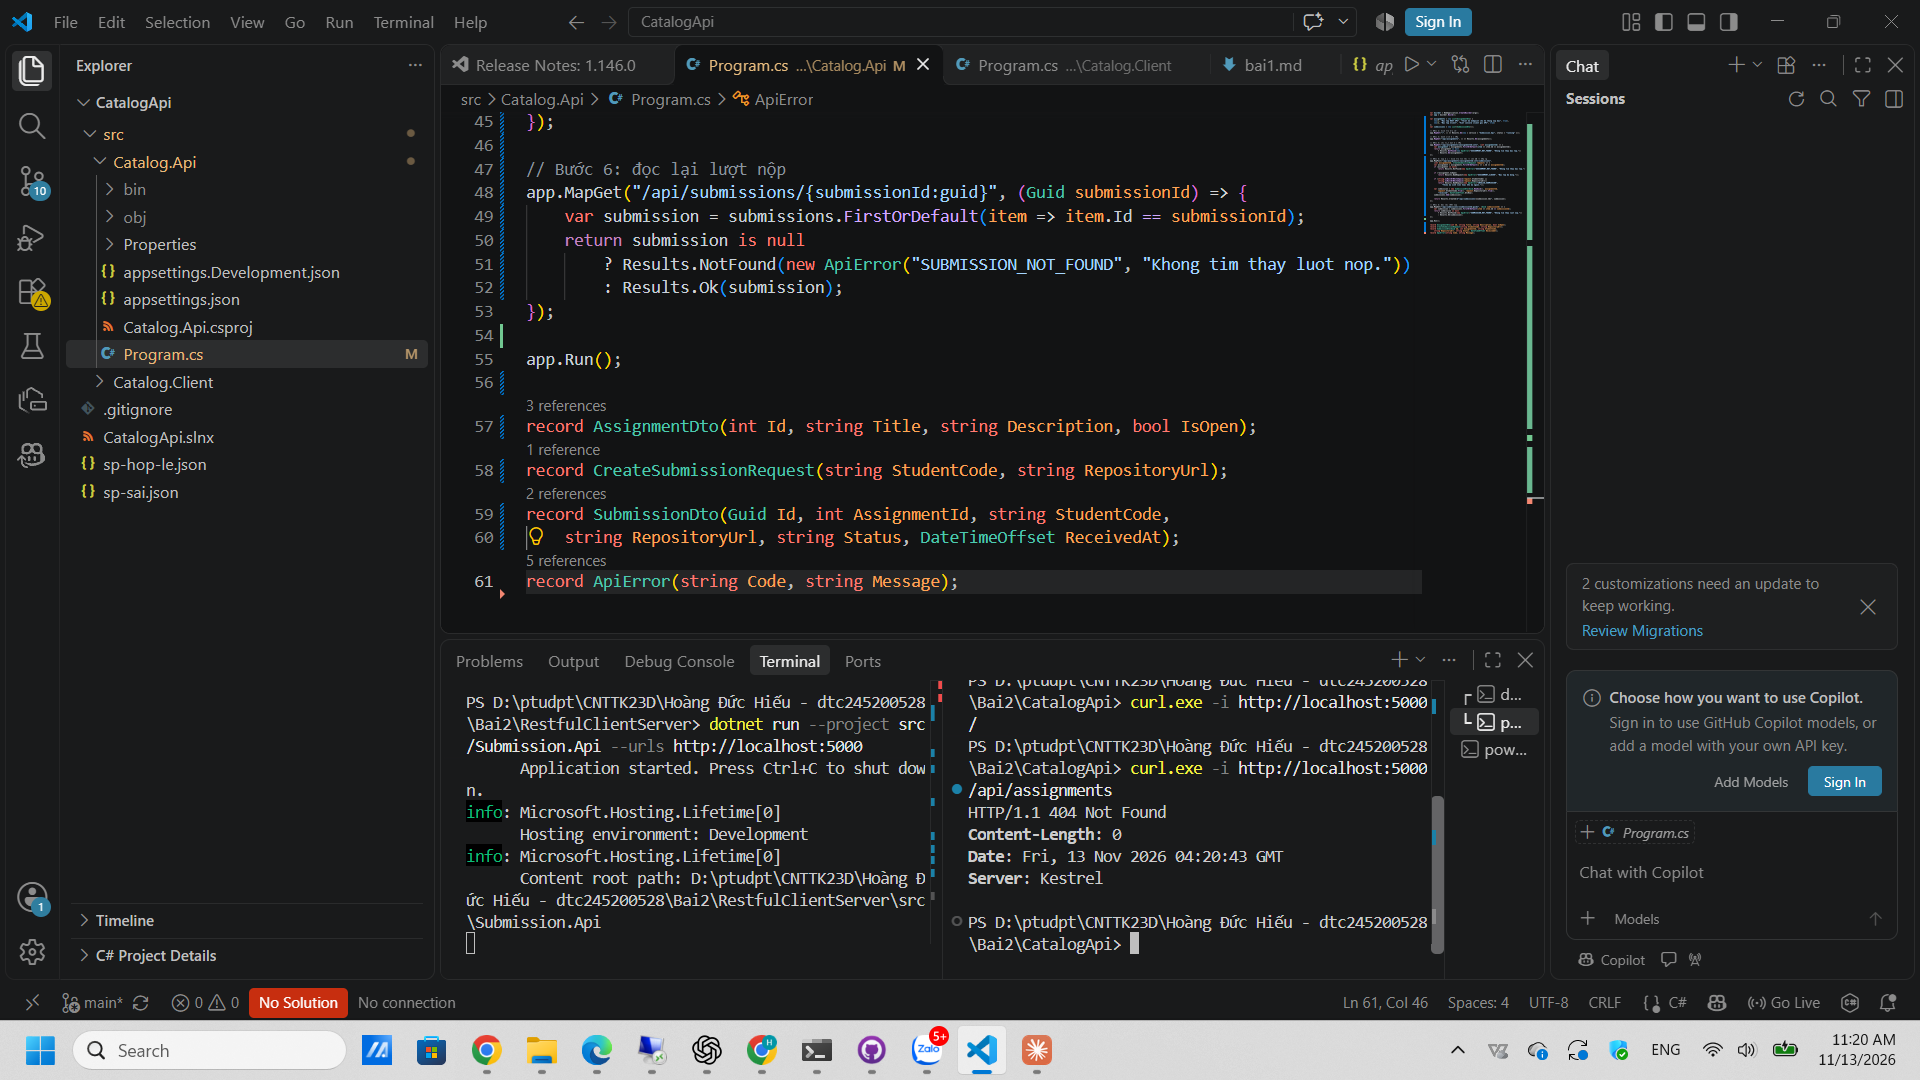 File Edit Selection View Go Run Terminal Help
CatalogApi
Sign In
Explorer
CatalogApi
src
Catalog.Api
bin
obj
Properties
appsettings.Development.json
appsettings.json
Catalog.Api.csproj
Program.cs M
Catalog.Client
.gitignore
CatalogApi.slnx
sp-hop-le.json
sp-sai.json
Timeline
C# Project Details
10
1
Release Notes: 1.146.0
Program.cs ...\Catalog.Api M
Program.cs ...\Catalog.Client
bai1.md
{} ap
src > Catalog.Api > Program.cs > ApiError
45 });
46
47 // Bước 6: đọc lại lượt nộp
48 app.MapGet("/api/submissions/{submissionId:guid}", (Guid submissionId) => {
49 var submission = submissions.FirstOrDefault(item => item.Id == submissionId);
50 return submission is null
51 ? Results.NotFound(new ApiError("SUBMISSION_NOT_FOUND", "Khong tim thay luot nop."))
52 : Results.Ok(submission);
53 });
54
55 app.Run();
56
3 references
57 record AssignmentDto(int Id, string Title, string Description, bool IsOpen);
1 reference
58 record CreateSubmissionRequest(string StudentCode, string RepositoryUrl);
2 references
59 record SubmissionDto(Guid Id, int AssignmentId, string StudentCode,
60 string RepositoryUrl, string Status, DateTimeOffset ReceivedAt);
5 references
61 record ApiError(string Code, string Message);
Problems Output Debug Console Terminal Ports
PS D:\ptudpt\CNTTK23D\Hoàng Đức Hiếu - dtc245200528
\Bai2\RestfulClientServer> dotnet run --project src
/Submission.Api --urls http://localhost:5000
Application started. Press Ctrl+C to shut dow
n.
info: Microsoft.Hosting.Lifetime[0]
Hosting environment: Development
info: Microsoft.Hosting.Lifetime[0]
Content root path: D:\ptudpt\CNTTK23D\Hoàng Đ
ức Hiếu - dtc245200528\Bai2\RestfulClientServer\src
\Submission.Api
PS D:\ptudpt\CNTTK23D\Hoàng Đức Hiếu - dtc245200528
\Bai2\CatalogApi> curl.exe -i http://localhost:5000
/
PS D:\ptudpt\CNTTK23D\Hoàng Đức Hiếu - dtc245200528
\Bai2\CatalogApi> curl.exe -i http://localhost:5000
/api/assignments
HTTP/1.1 404 Not Found
Content-Length: 0
Date: Fri, 13 Nov 2026 04:20:43 GMT
Server: Kestrel
PS D:\ptudpt\CNTTK23D\Hoàng Đức Hiếu - dtc245200528
\Bai2\CatalogApi>
d...
p...
pow...
Chat
Sessions
2 customizations need an update to
keep working.
Review Migrations
Choose how you want to use Copilot.
Sign in to use GitHub Copilot models, or
add a model with your own API key.
Add Models Sign In
Program.cs
Chat with Copilot
Models
Copilot
main* 0 0 No Solution No connection
Ln 61, Col 46 Spaces: 4 UTF-8 CRLF {} C# Go Live
Search
Zalo
5+
ENG
11:20 AM
11/13/2026